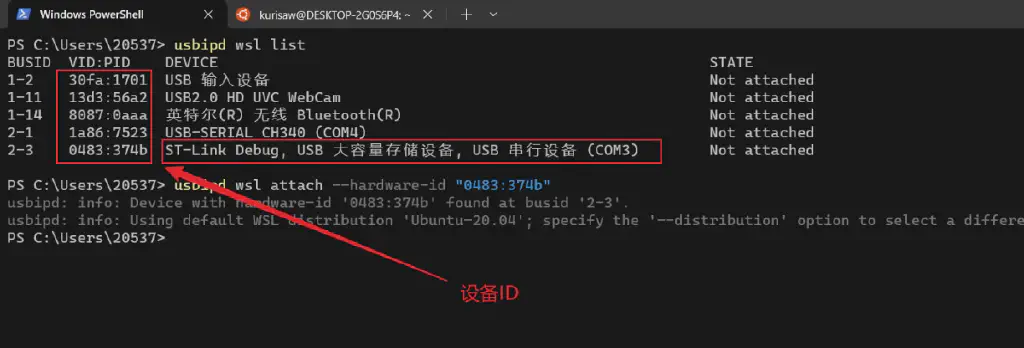 Windows PowerShell
kurisaw@DESKTOP-2G0S6P4: ~
PS C:\Users\20537> usbipd wsl list
BUSID VID:PID DEVICE STATE
1-2 30fa:1701 USB 输入设备 Not attached
1-11 13d3:56a2 USB2.0 HD UVC WebCam Not attached
1-14 8087:0aaa 英特尔(R) 无线 Bluetooth(R) Not attached
2-1 1a86:7523 USB-SERIAL CH340 (COM4) Not attached
2-3 0483:374b ST-Link Debug, USB 大容量存储设备, USB 串行设备 (COM3) Not attached
PS C:\Users\20537> usbipd wsl attach --hardware-id "0483:374b"
usbipd: info: Device with hardware-id '0483:374b' found at busid '2-3'.
usbipd: info: Using default WSL distribution 'Ubuntu-20.04'; specify the '--distribution' option to select a differe
PS C:\Users\20537>
设备ID